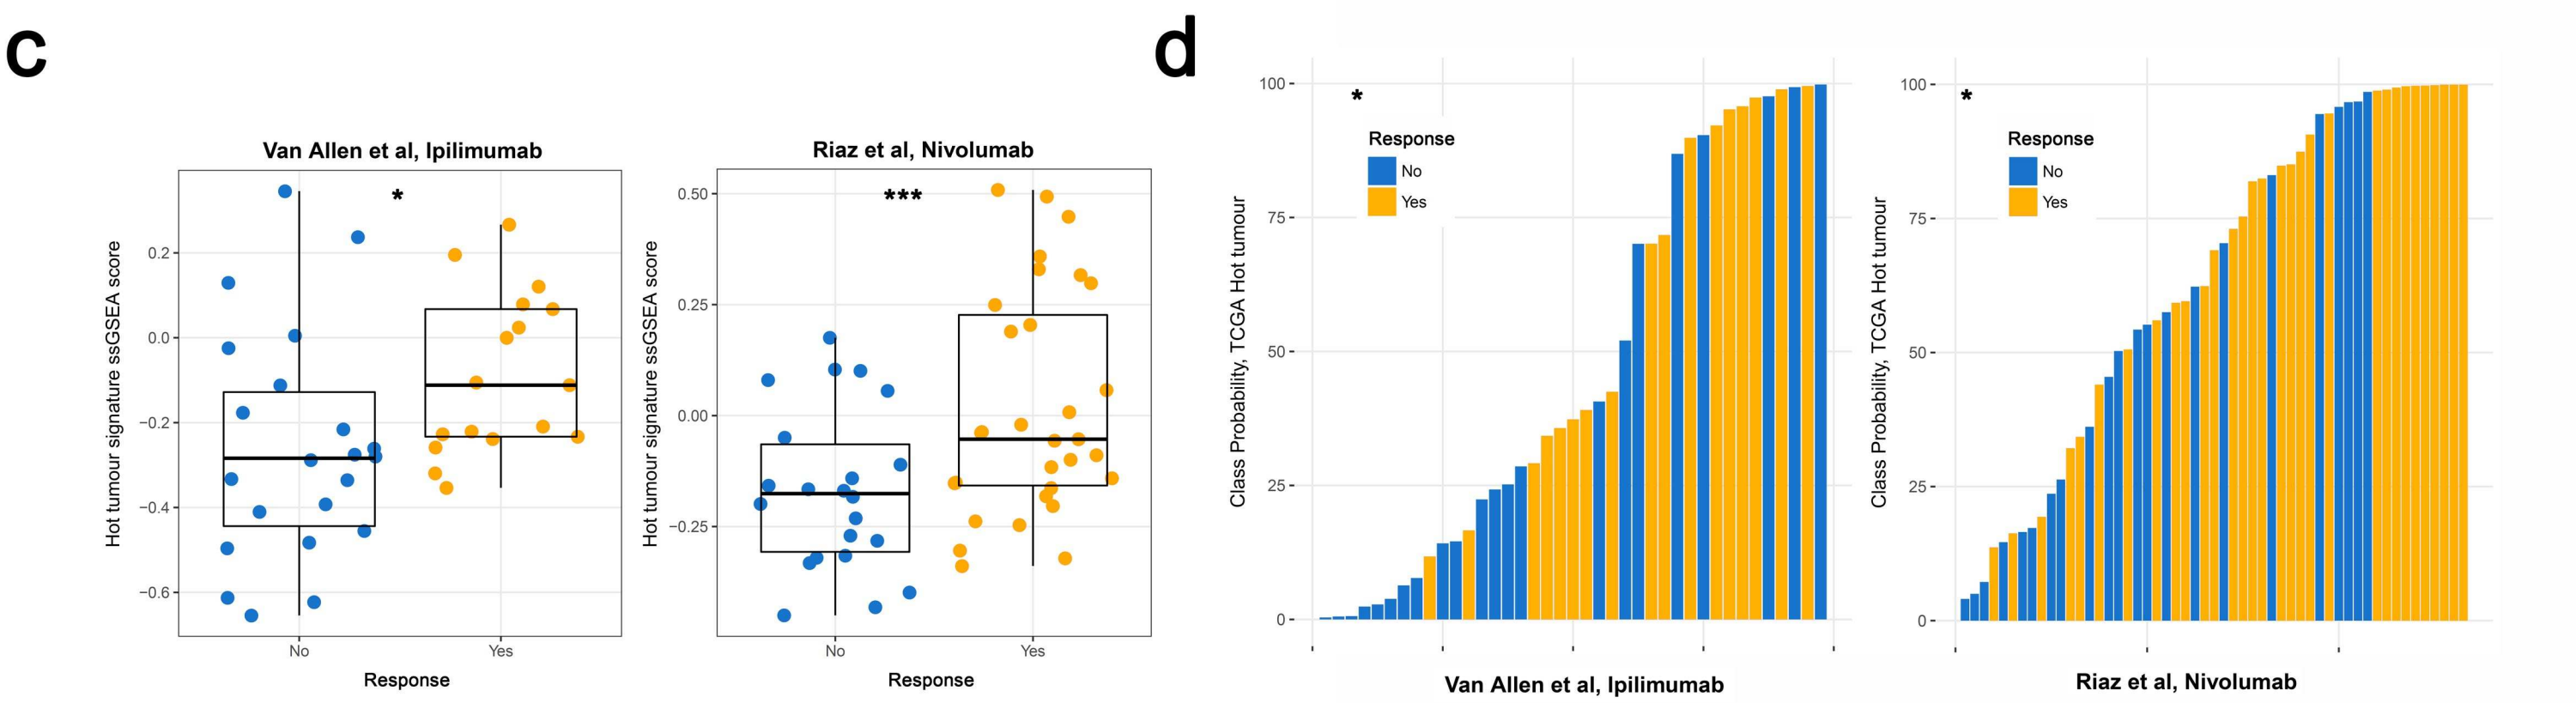 c
Van Allen et al, Ipilimumab
*
Hot tumour signature ssGSEA score
0.2
0.0
−0.2
−0.4
−0.6
No
Yes
Response
Riaz et al, Nivolumab
***
Hot tumour signature ssGSEA score
0.50
0.25
0.00
−0.25
No
Yes
Response
d
*
Response
No
Yes
Class Probability, TCGA Hot tumour
100
75
50
25
0
Van Allen et al, Ipilimumab
*
Response
No
Yes
Class Probability, TCGA Hot tumour
100
75
50
25
0
Riaz et al, Nivolumab